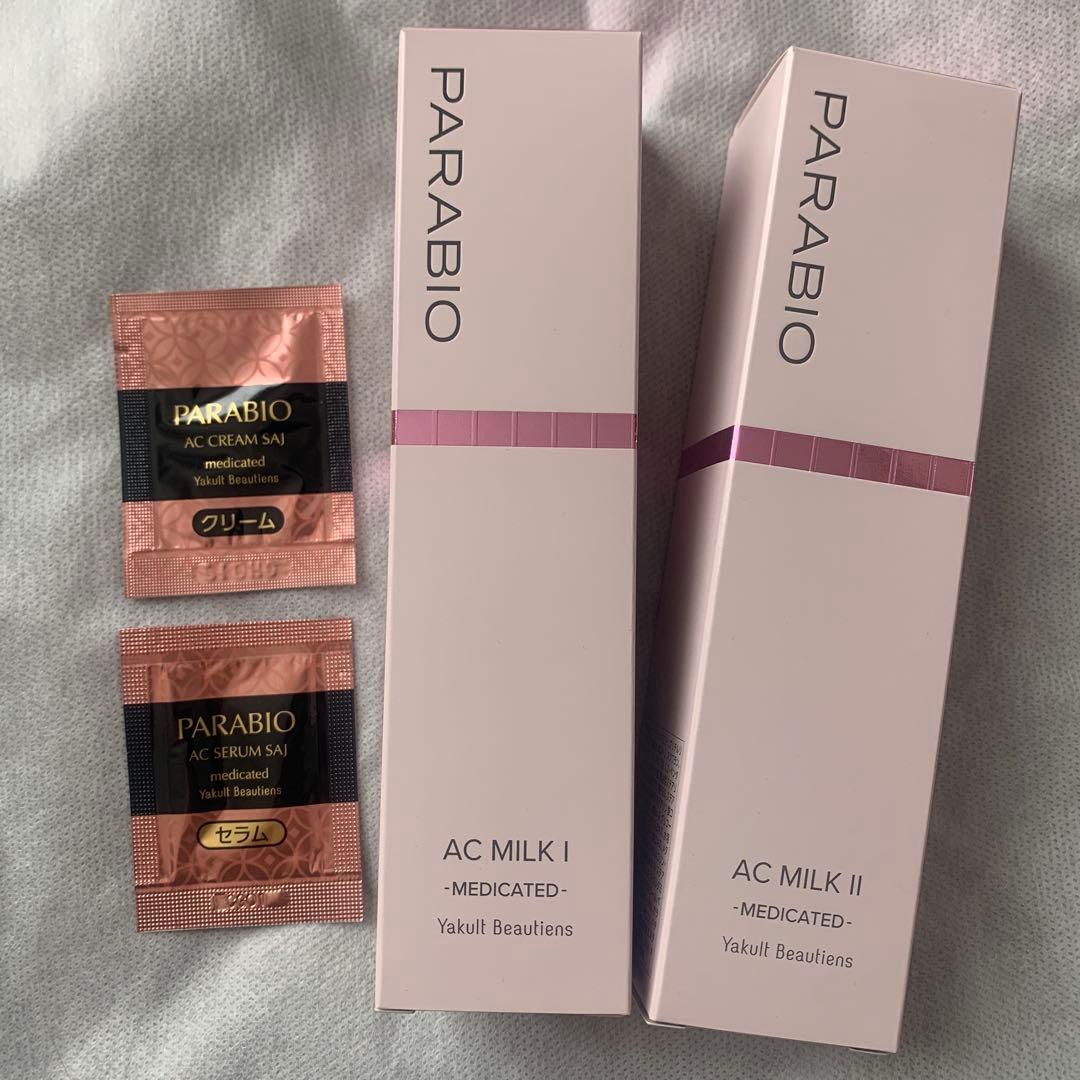 PARABIO
AC CREAM SAJ
medicated
Yakult Beautiens
クリーム
PARABIO
AC SERUM SAJ
medicated
Yakult Beautiens
セラム
PARABIO
AC MILK I
-MEDICATED-
Yakult Beautiens
PARABIO
AC MILK II
-MEDICATED-
Yakult Beautiens